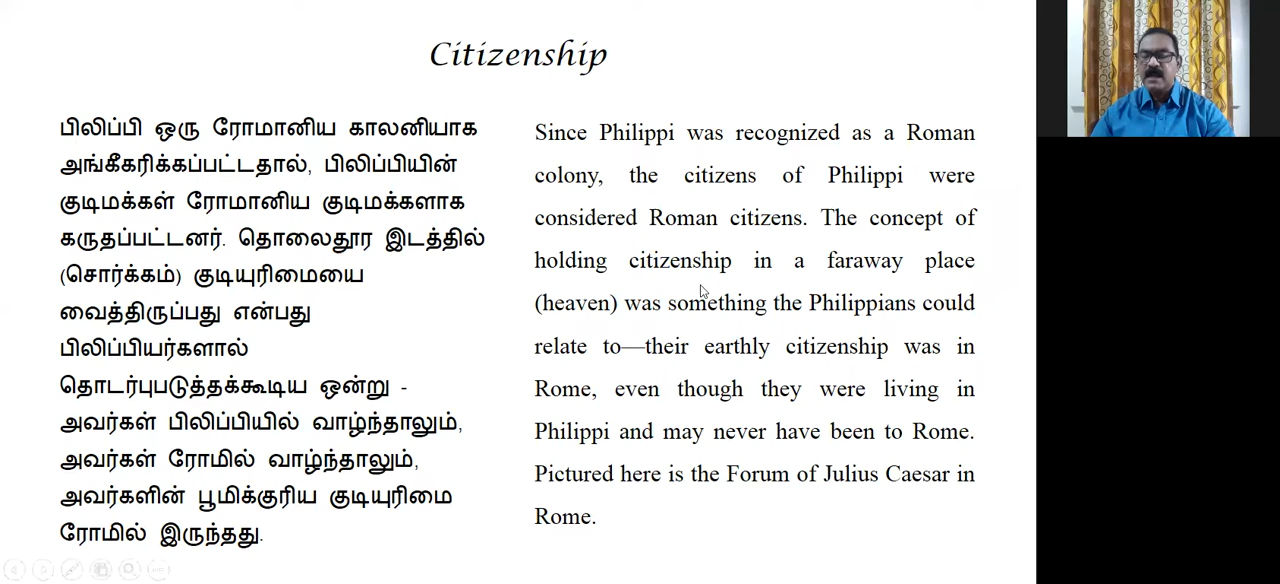 Citizenship
பிலிப்பி ஒரு ரோமானிய காலனியாக
அங்கீகரிக்கப்பட்டதால், பிலிப்பியின்
குடிமக்கள் ரோமானிய குடிமக்களாக
கருதப்பட்டனர். தொலைதூர இடத்தில்
(சொர்க்கம்) குடியுரிமையை
வைத்திருப்பது என்பது
பிலிப்பியர்களால்
தொடர்புபடுத்தக்கூடிய ஒன்று -
அவர்கள் பிலிப்பியில் வாழ்ந்தாலும்,
அவர்கள் ரோமில் வாழ்ந்தாலும்,
அவர்களின் பூமிக்குரிய குடியுரிமை
ரோமில் இருந்தது.
Since Philippi was recognized as a Roman
colony, the citizens of Philippi were
considered Roman citizens. The concept of
holding citizenship in a faraway place
(heaven) was something the Philippians could
relate to—their earthly citizenship was in
Rome, even though they were living in
Philippi and may never have been to Rome.
Pictured here is the Forum of Julius Caesar in
Rome.